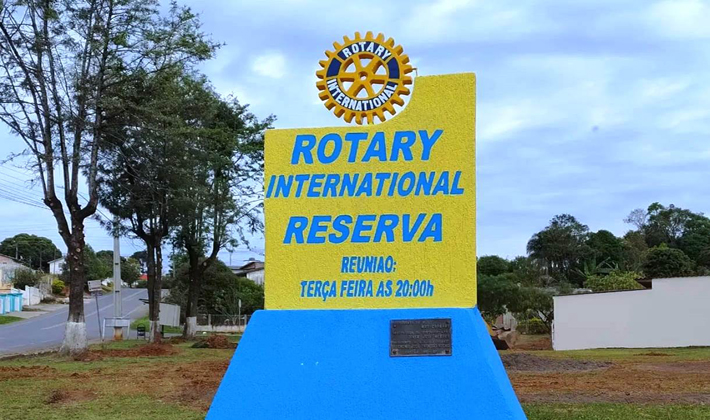 ROTARY
INTERNATIONAL
ROTARY
INTERNATIONAL
RESERVA
REUNIAO:
TERÇA FEIRA AS 20:00h